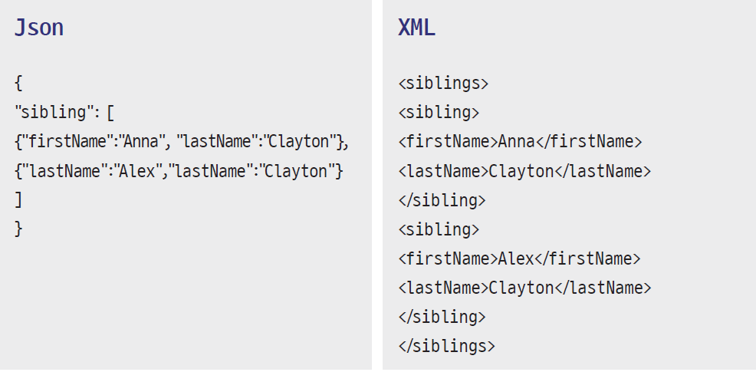 Json
{
"sibling": [
{"firstName":"Anna", "lastName":"Clayton"},
{"lastName":"Alex","lastName":"Clayton"}
]
}
XML
<siblings>
<sibling>
<firstName>Anna</firstName>
<lastName>Clayton</lastName>
</sibling>
<sibling>
<firstName>Alex</firstName>
<lastName>Clayton</lastName>
</sibling>
</siblings>